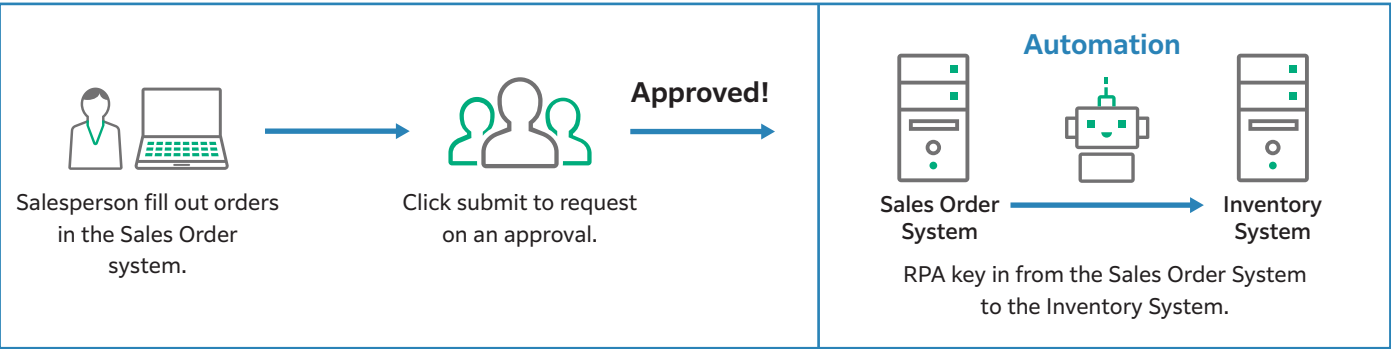 Salesperson fill out orders
in the Sales Order
system.
Click submit to request
on an approval.
Approved!
Automation
Sales Order
System
Inventory
System
RPA key in from the Sales Order System
to the Inventory System.